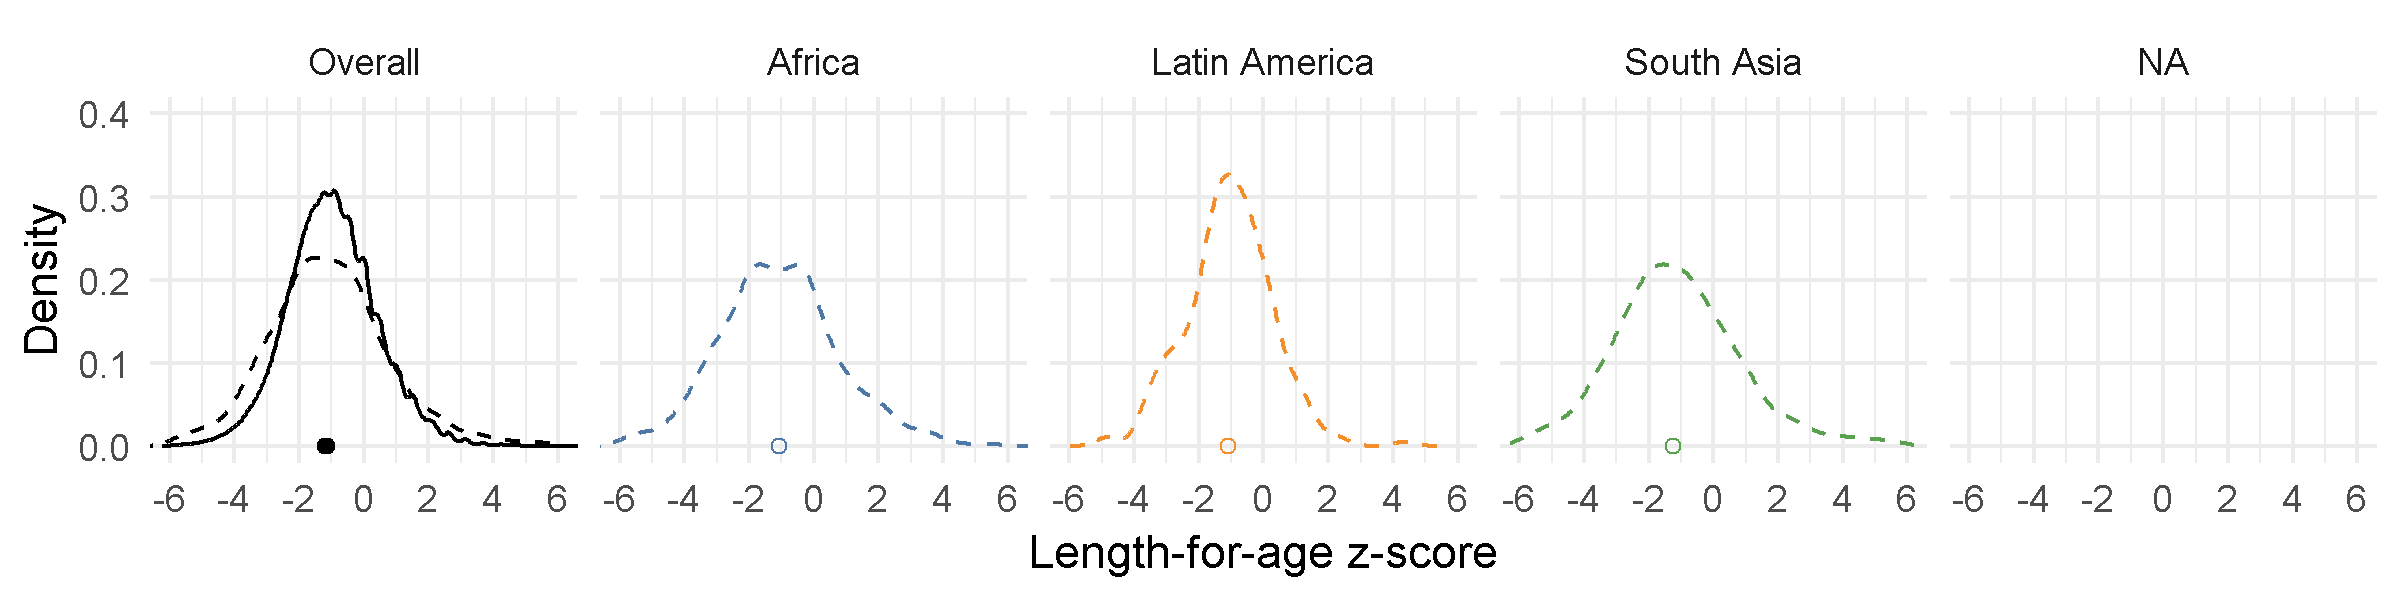 Overall Africa Latin America South Asia NA
0.4
0.3
0.2
0.1
0.0
Density
-6 -4 -2 0 2 4 6 -6 -4 -2 0 2 4 6 -6 -4 -2 0 2 4 6 -6 -4 -2 0 2 4 6 -6 -4 -2 0 2 4 6
Length-for-age z-score